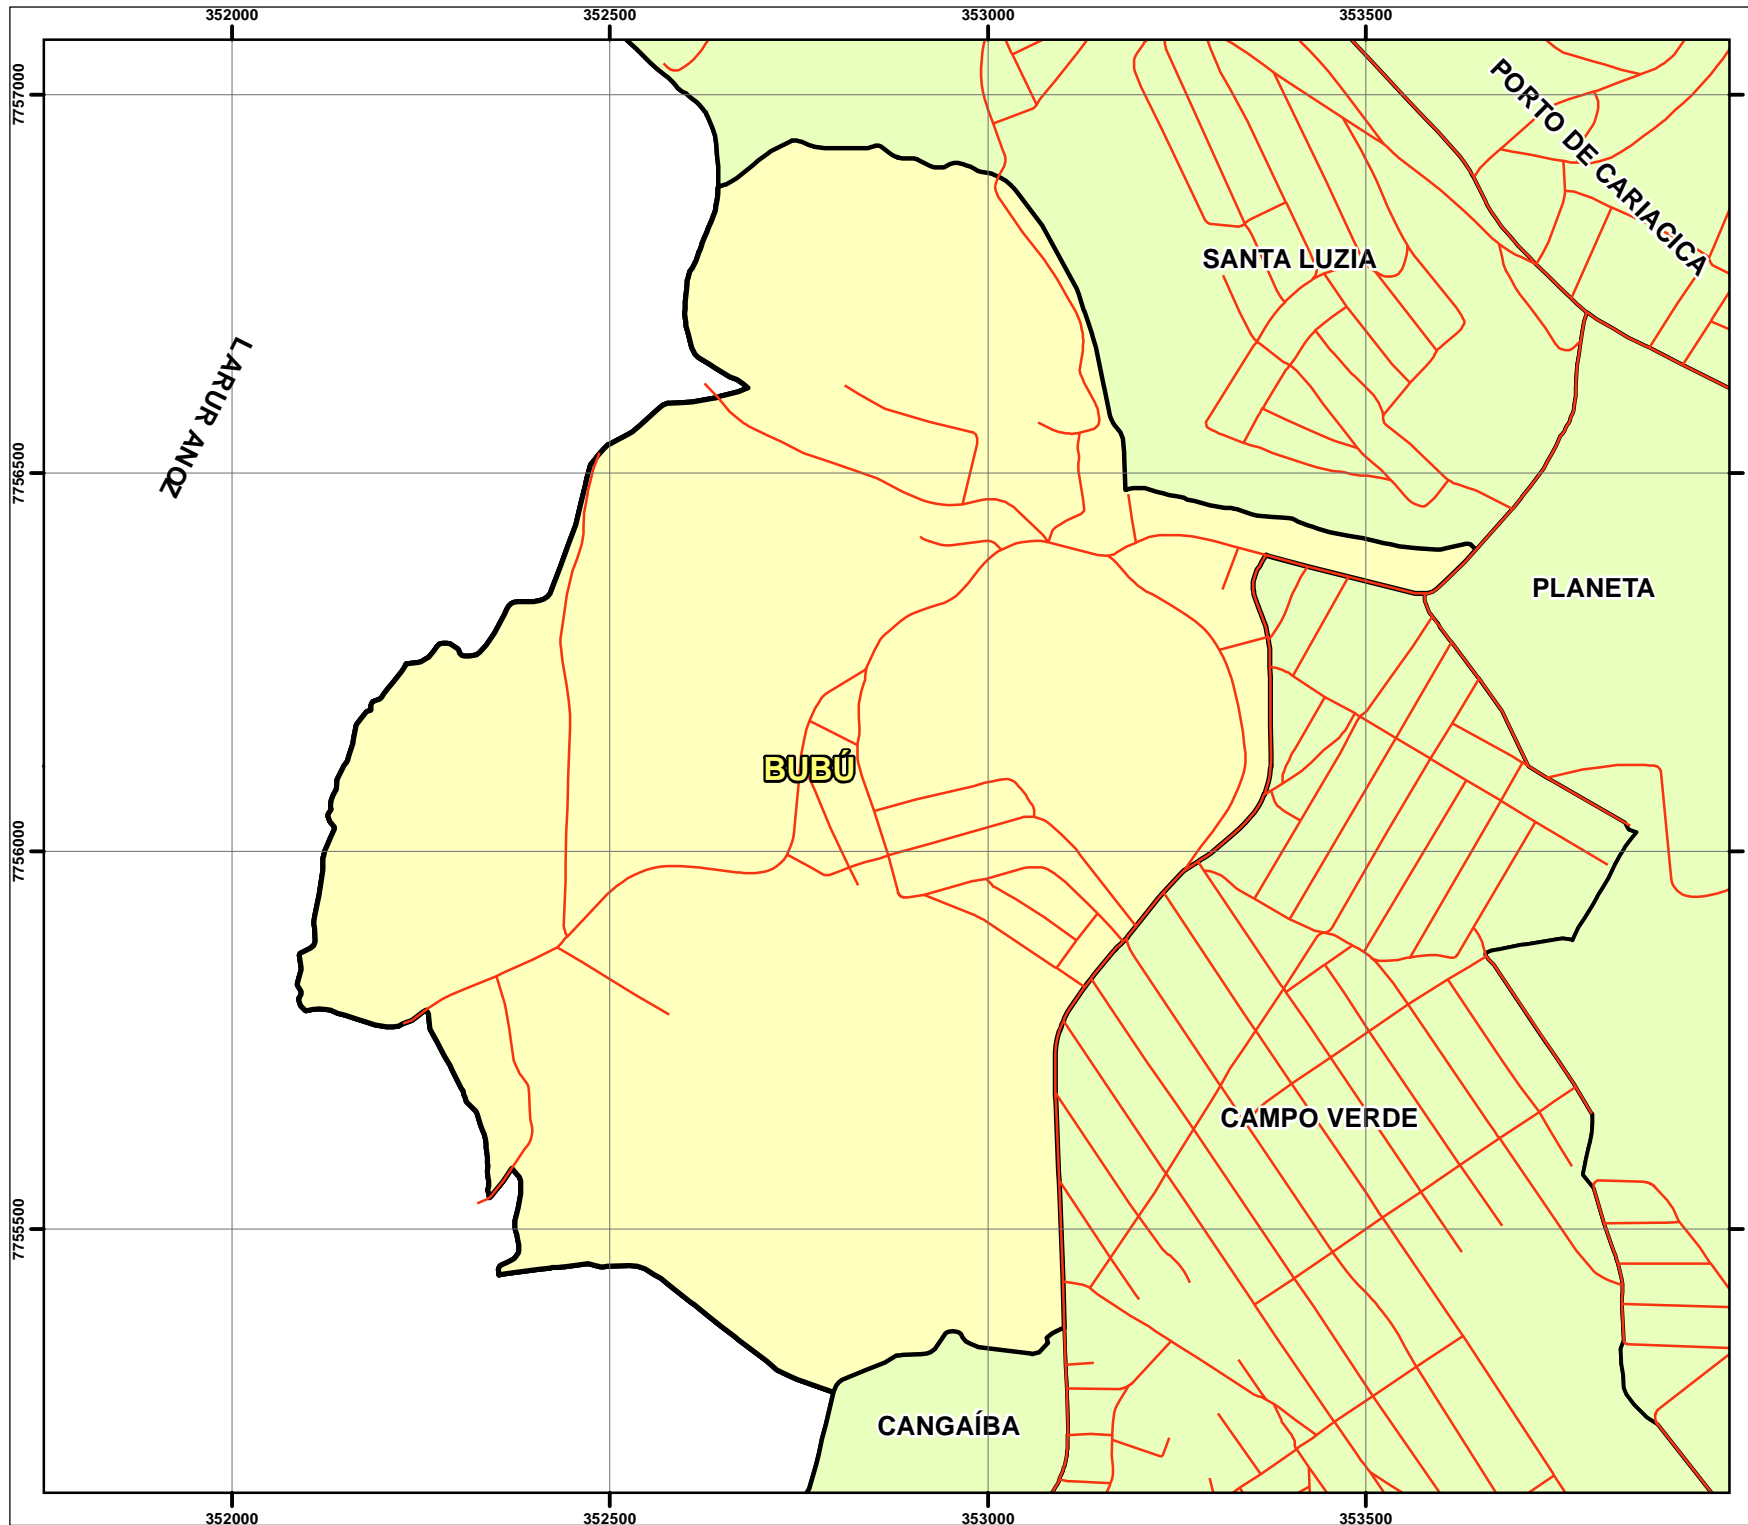 352000
352500
353000
353500
7757000
PORTO DE CARIACICA
SANTA LUZIA
LARUR ANOZ
7756500
PLANETA
BUBÚ
7756000
CAMPO VERDE
7755500
CANGAÍBA
352000
352500
353000
353500